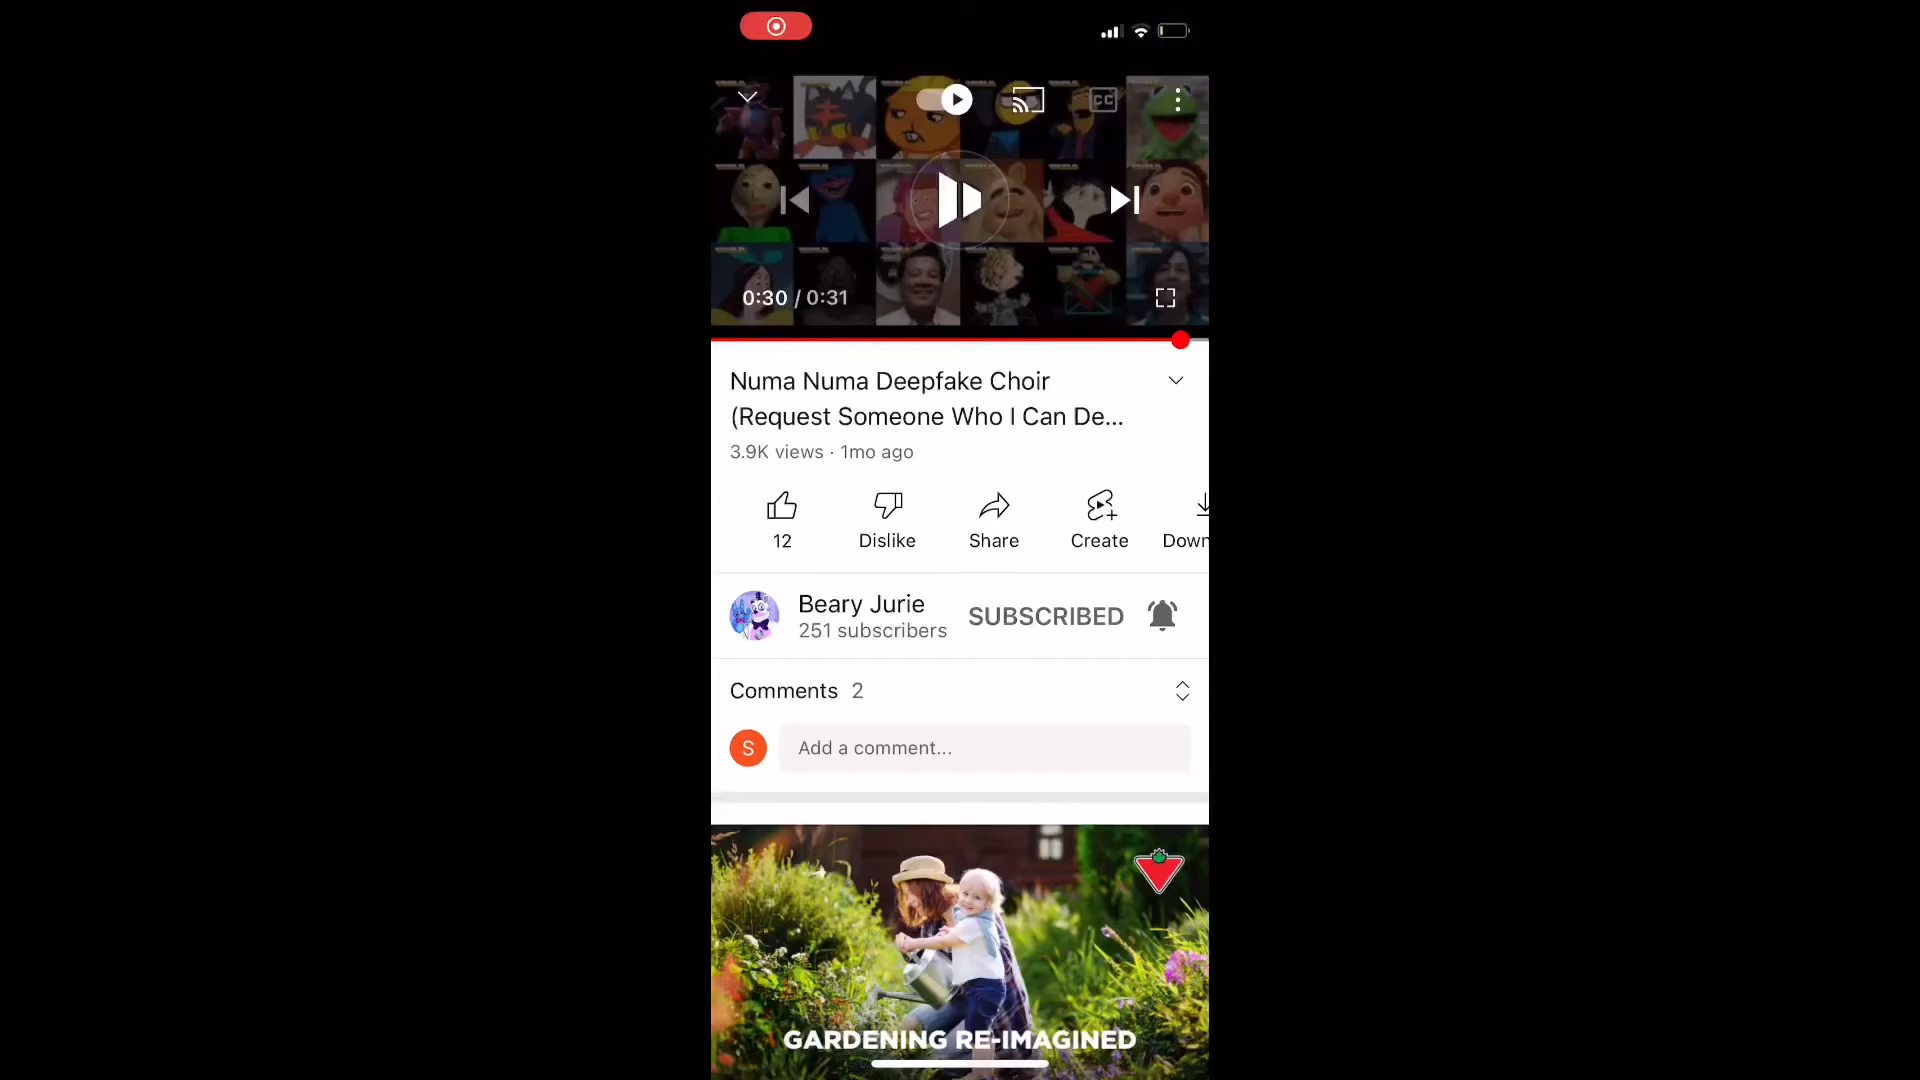 CC
0:30 / 0:31
Numa Numa Deepfake Choir
(Request Someone Who I Can De...
3.9K views · 1mo ago
12
Dislike
Share
Create
Down
Beary Jurie
251 subscribers
SUBSCRIBED
Comments 2
S
Add a comment...
GARDENING RE-IMAGINED